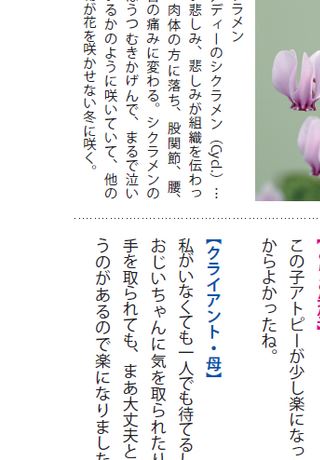 ラメン
ディーのシクラメン（Cycl.）…
悲しみ、悲しみが組織を伝わっ
肉体の方に落ち、股関節、腰、
の痛みに変わる。シクラメンの
はうつむきかげんで、まるで泣い
るかのように咲いていて、他の
が花を咲かせない冬に咲く。
この子アトピーが少し楽になっ
からよかったね。
【クライアント・母】
私がいなくても一人でも待てるし
おじいちゃんに気を取られたり
手を取られても、まあ大丈夫と
うのがあるので楽になりました